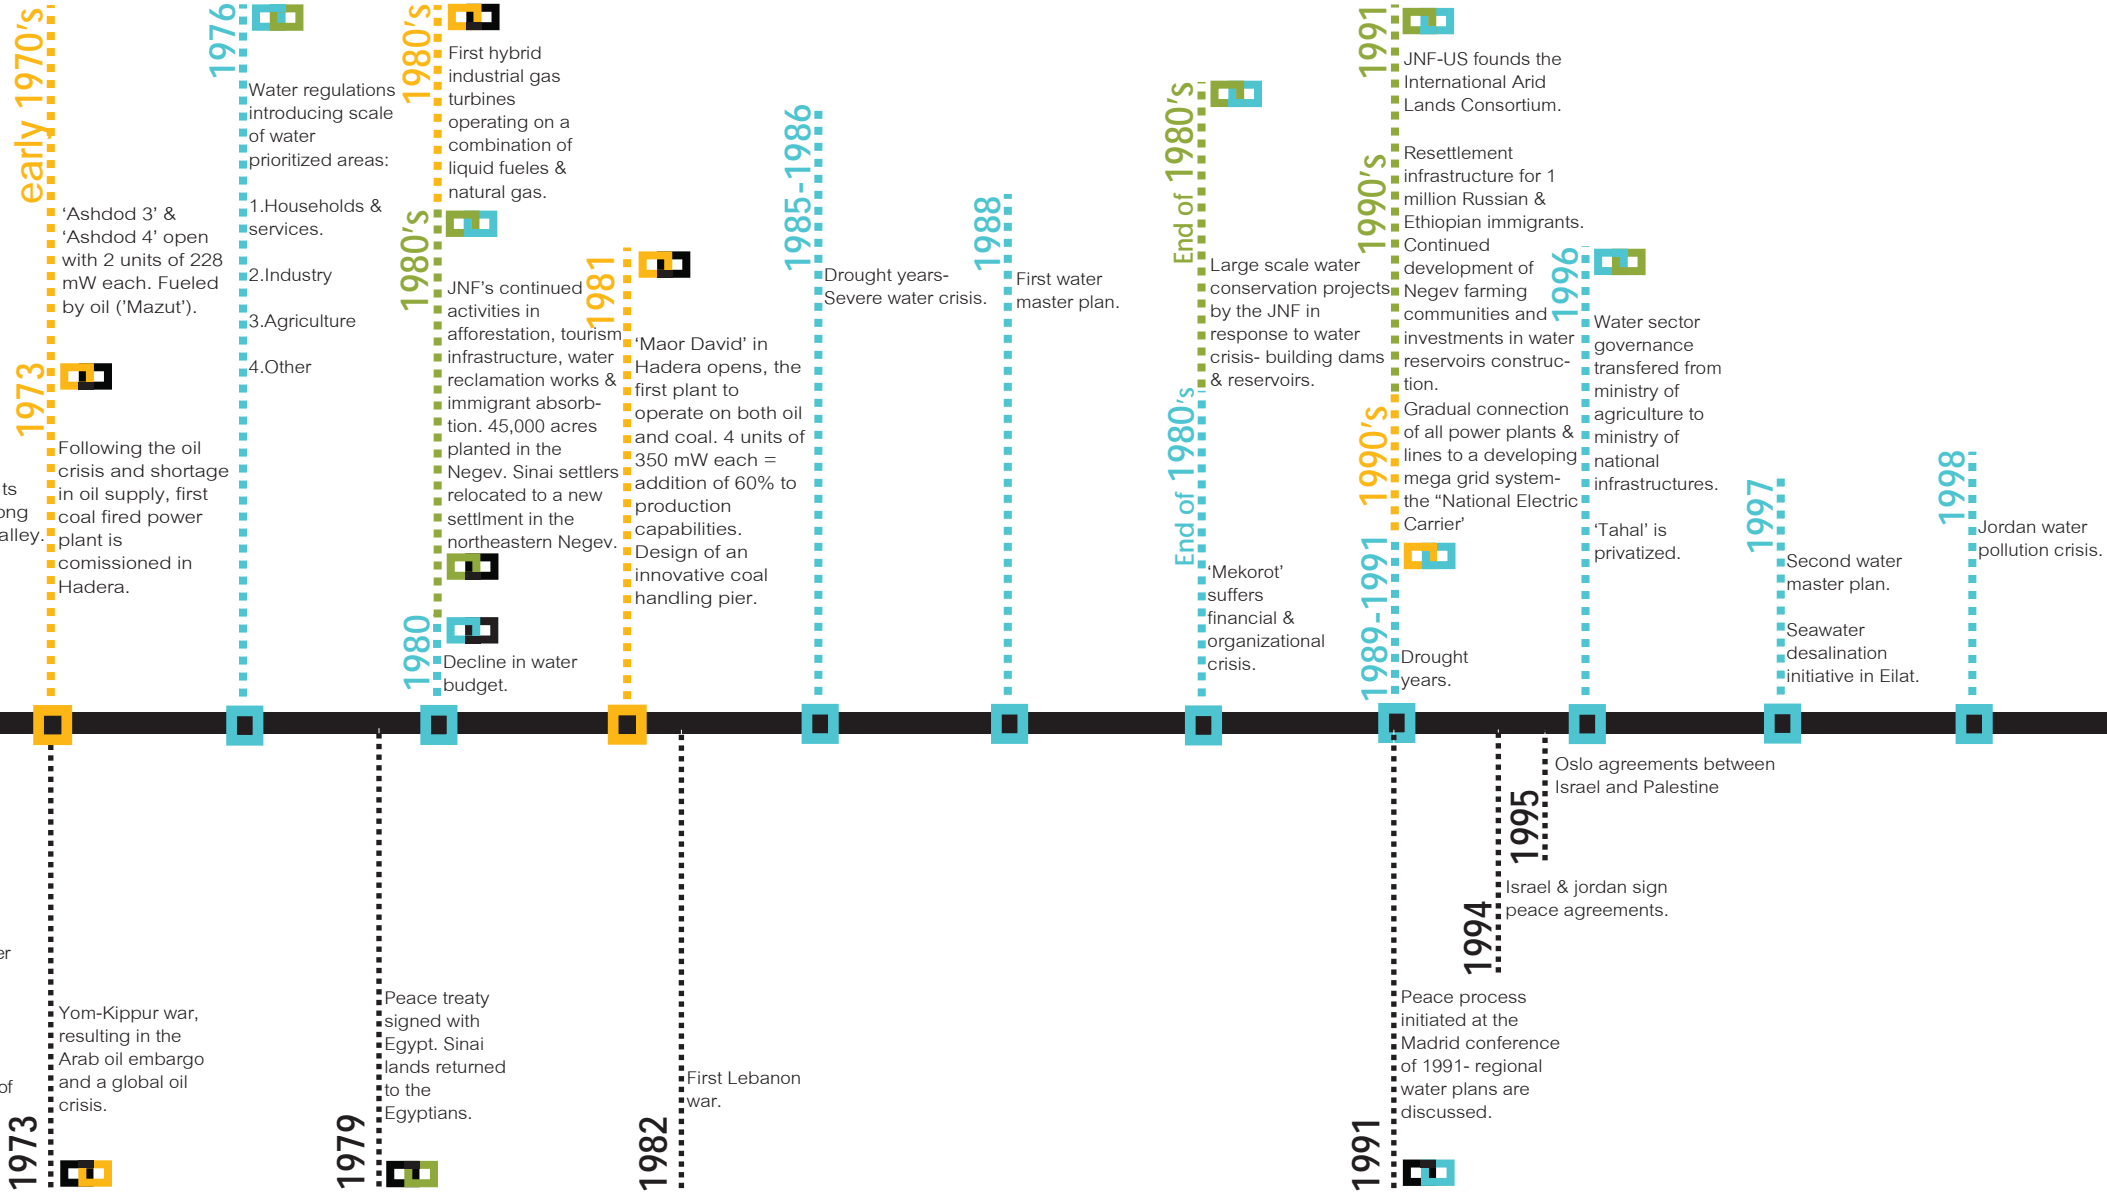 early 1970's
'Ashdod 3' &
'Ashdod 4' open
with 2 units of 228
mW each. Fueled
by oil ('Mazut').
1973
Following the oil
crisis and shortage
in oil supply, first
coal fired power
plant is
comissioned in
Hadera.
ts
ong
alley.
1976
Water regulations
introducing scale
of water
prioritized areas:
1.Households &
services.
2.Industry
3.Agriculture
4.Other
1980's
First hybrid
industrial gas
turbines
operating on a
combination of
liquid fueles &
natural gas.
1980's
JNF's continued
activities in
afforestation, tourism
infrastructure, water
reclamation works &
immigrant absorb-
tion. 45,000 acres
planted in the
Negev. Sinai settlers
relocated to a new
settlment in the
northeastern Negev.
1980
Decline in water
budget.
1981
'Maor David' in
Hadera opens, the
first plant to
operate on both oil
and coal. 4 units of
350 mW each =
addition of 60% to
production
capabilities.
Design of an
innovative coal
handling pier.
1985-1986
Drought years-
Severe water crisis.
1988
First water
master plan.
End of 1980's
Large scale water
conservation projects
by the JNF in
response to water
crisis- building dams
& reservoirs.
End of 1980's
'Mekorot'
suffers
financial &
organizational
crisis.
1991
JNF-US founds the
International Arid
Lands Consortium.
1990's
Resettlement
infrastructure for 1
million Russian &
Ethiopian immigrants.
Continued
development of
Negev farming
communities and
investments in water
reservoirs construc-
tion.
1990's
Gradual connection
of all power plants &
lines to a developing
mega grid system-
the "National Electric
Carrier'
1989-1991
Drought
years.
1996
Water sector
governance
transfered from
ministry of
agriculture to
ministry of
national
infrastructures.
'Tahal' is
privatized.
1997
Second water
master plan.
Seawater
desalination
initiative in Eilat.
1998
Jordan water
pollution crisis.
er
of
1973
Yom-Kippur war,
resulting in the
Arab oil embargo
and a global oil
crisis.
1979
Peace treaty
signed with
Egypt. Sinai
lands returned
to the
Egyptians.
1982
First Lebanon
war.
1991
Peace process
initiated at the
Madrid conference
of 1991- regional
water plans are
discussed.
1994
Israel & jordan sign
peace agreements.
1995
Oslo agreements between
Israel and Palestine